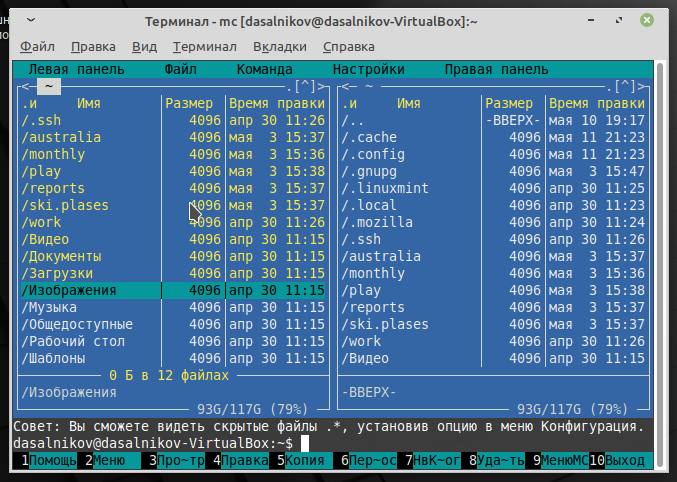 Терминал - mc [dasalnikov@dasalnikov-VirtualBox]:~
Файл Правка Вид Терминал Вкладки Справка
Левая панель Файл Команда Настройки Правая панель
<─ ~ .[^]>
.и Имя Размер Время правки
/.ssh 4096 апр 30 11:26
/australia 4096 мая 3 15:37
/monthly 4096 мая 3 15:36
/play 4096 мая 3 15:38
/reports 4096 мая 3 15:37
/ski.plases 4096 мая 3 15:37
/work 4096 апр 30 11:26
/Видео 4096 апр 30 11:15
/Документы 4096 апр 30 11:15
/Загрузки 4096 апр 30 11:15
/Изображения 4096 апр 30 11:15
/Музыка 4096 апр 30 11:15
/Общедоступные 4096 апр 30 11:15
/Рабочий стол 4096 апр 30 11:15
/Шаблоны 4096 апр 30 11:15
0 Б в 12 файлах
/Изображения
93G/117G (79%)
<─ ~ .[^]>
.и Имя Размер Время правки
/.. -ВВЕРХ- мая 10 19:17
/.cache 4096 мая 11 21:23
/.config 4096 мая 11 21:23
/.gnupg 4096 мая 3 15:47
/.linuxmint 4096 апр 30 11:25
/.local 4096 апр 30 11:23
/.mozilla 4096 апр 30 11:24
/.ssh 4096 апр 30 11:26
/australia 4096 мая 3 15:37
/monthly 4096 мая 3 15:36
/play 4096 мая 3 15:38
/reports 4096 мая 3 15:37
/ski.plases 4096 мая 3 15:37
/work 4096 апр 30 11:26
/Видео 4096 апр 30 11:15
-ВВЕРХ-
93G/117G (79%)
Совет: Вы сможете видеть скрытые файлы .*, установив опцию в меню Конфигурация.
dasalnikov@dasalnikov-VirtualBox:~$
1Помощь 2Меню 3Про~тр 4Правка 5Копия 6Пер~ос 7НвК~ог 8Уда~ть 9МенюMC 10Выход